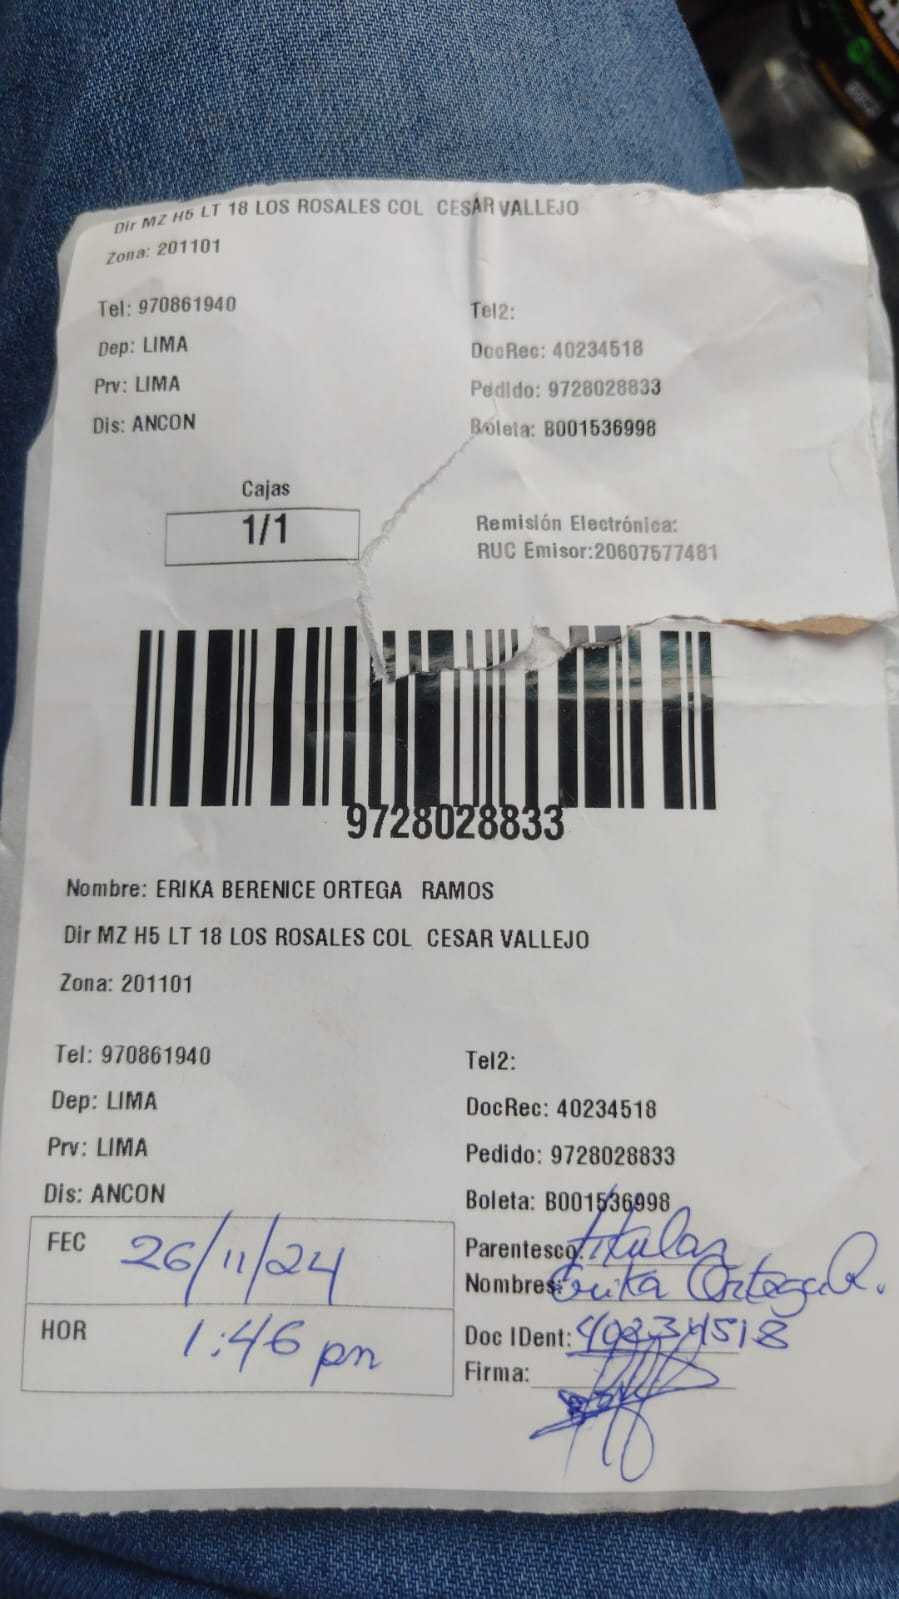 Dir MZ H5 LT 18 LOS ROSALES COL CESAR VALLEJO
Zona: 201101
Tel: 970861940 Tel2:
Dep: LIMA DocRec: 40234518
Prv: LIMA Pedido: 9728028833
Dis: ANCON Boleta: B001536998
Cajas
1/1
Remisión Electrónica:
RUC Emisor:20607577481
9728028833
Nombre: ERIKA BERENICE ORTEGA RAMOS
Dir MZ H5 LT 18 LOS ROSALES COL CESAR VALLEJO
Zona: 201101
Tel: 970861940 Tel2:
Dep: LIMA DocRec: 40234518
Prv: LIMA Pedido: 9728028833
Dis: ANCON Boleta: B001536998
FEC 26/11/24 Parentesco: titular
Nombres: Erika Ortega R.
HOR 1:46 pm Doc IDent: 40234518
Firma: